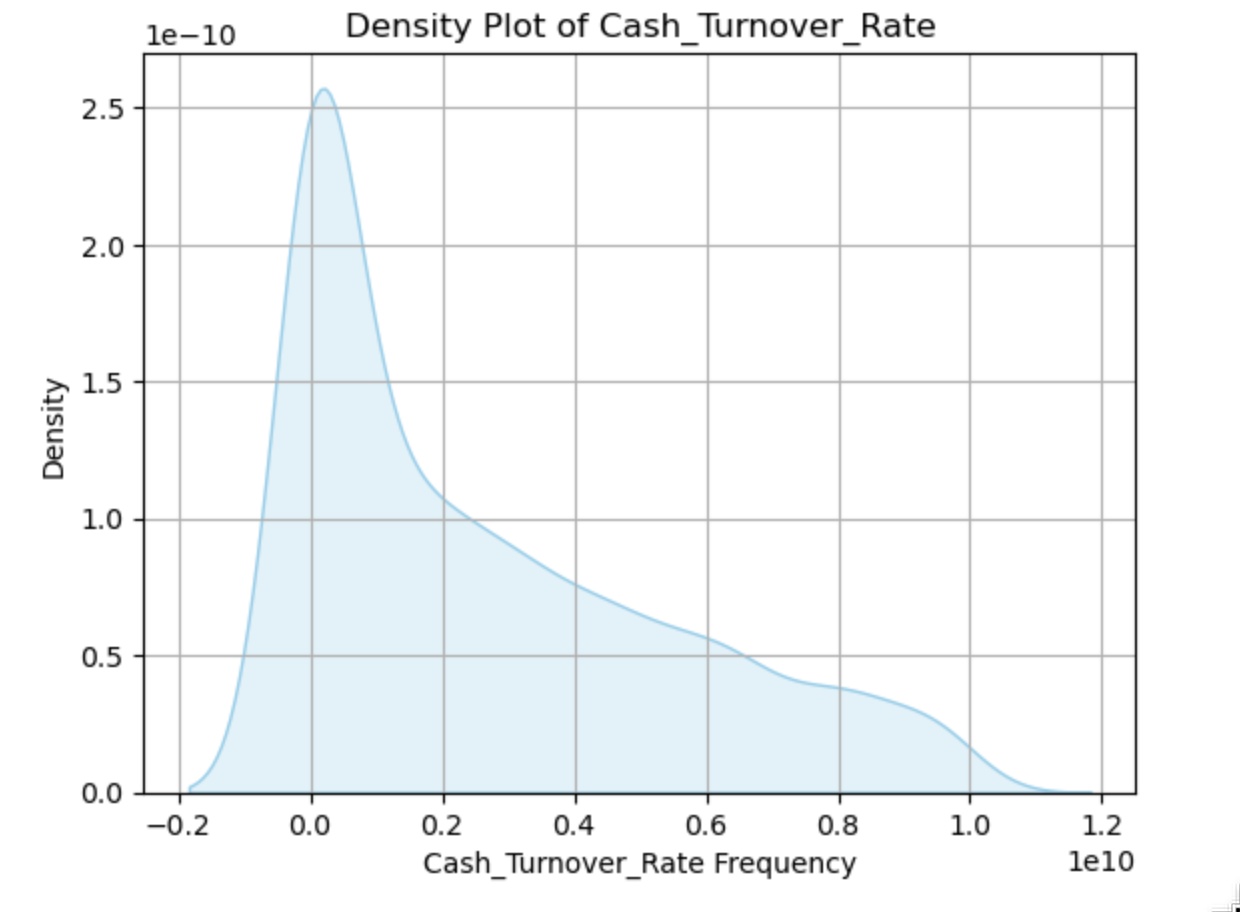 1e−10
Density Plot of Cash_Turnover_Rate
2.5
2.0
1.5
1.0
0.5
0.0
Density
−0.2 0.0 0.2 0.4 0.6 0.8 1.0 1.2
Cash_Turnover_Rate Frequency
1e10